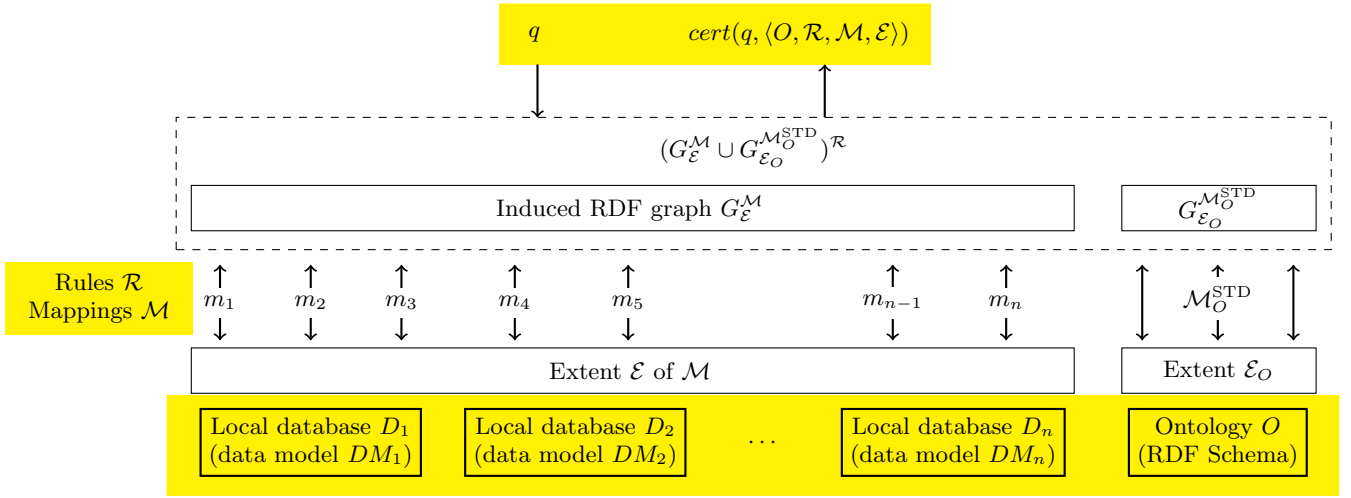 q cert(q, ⟨O, ℛ, ℳ, ℰ⟩)
(G_ℰ^ℳ ∪ G_{ℰ_O}^{ℳ_O^{STD}})^ℛ
Induced RDF graph G_ℰ^ℳ G_{ℰ_O}^{ℳ_O^{STD}}
Rules ℛ
Mappings ℳ
m_1 m_2 m_3 m_4 m_5 m_{n−1} m_n ℳ_O^{STD}
Extent ℰ of ℳ Extent ℰ_O
Local database D_1
(data model DM_1)
Local database D_2
(data model DM_2)
...
Local database D_n
(data model DM_n)
Ontology O
(RDF Schema)